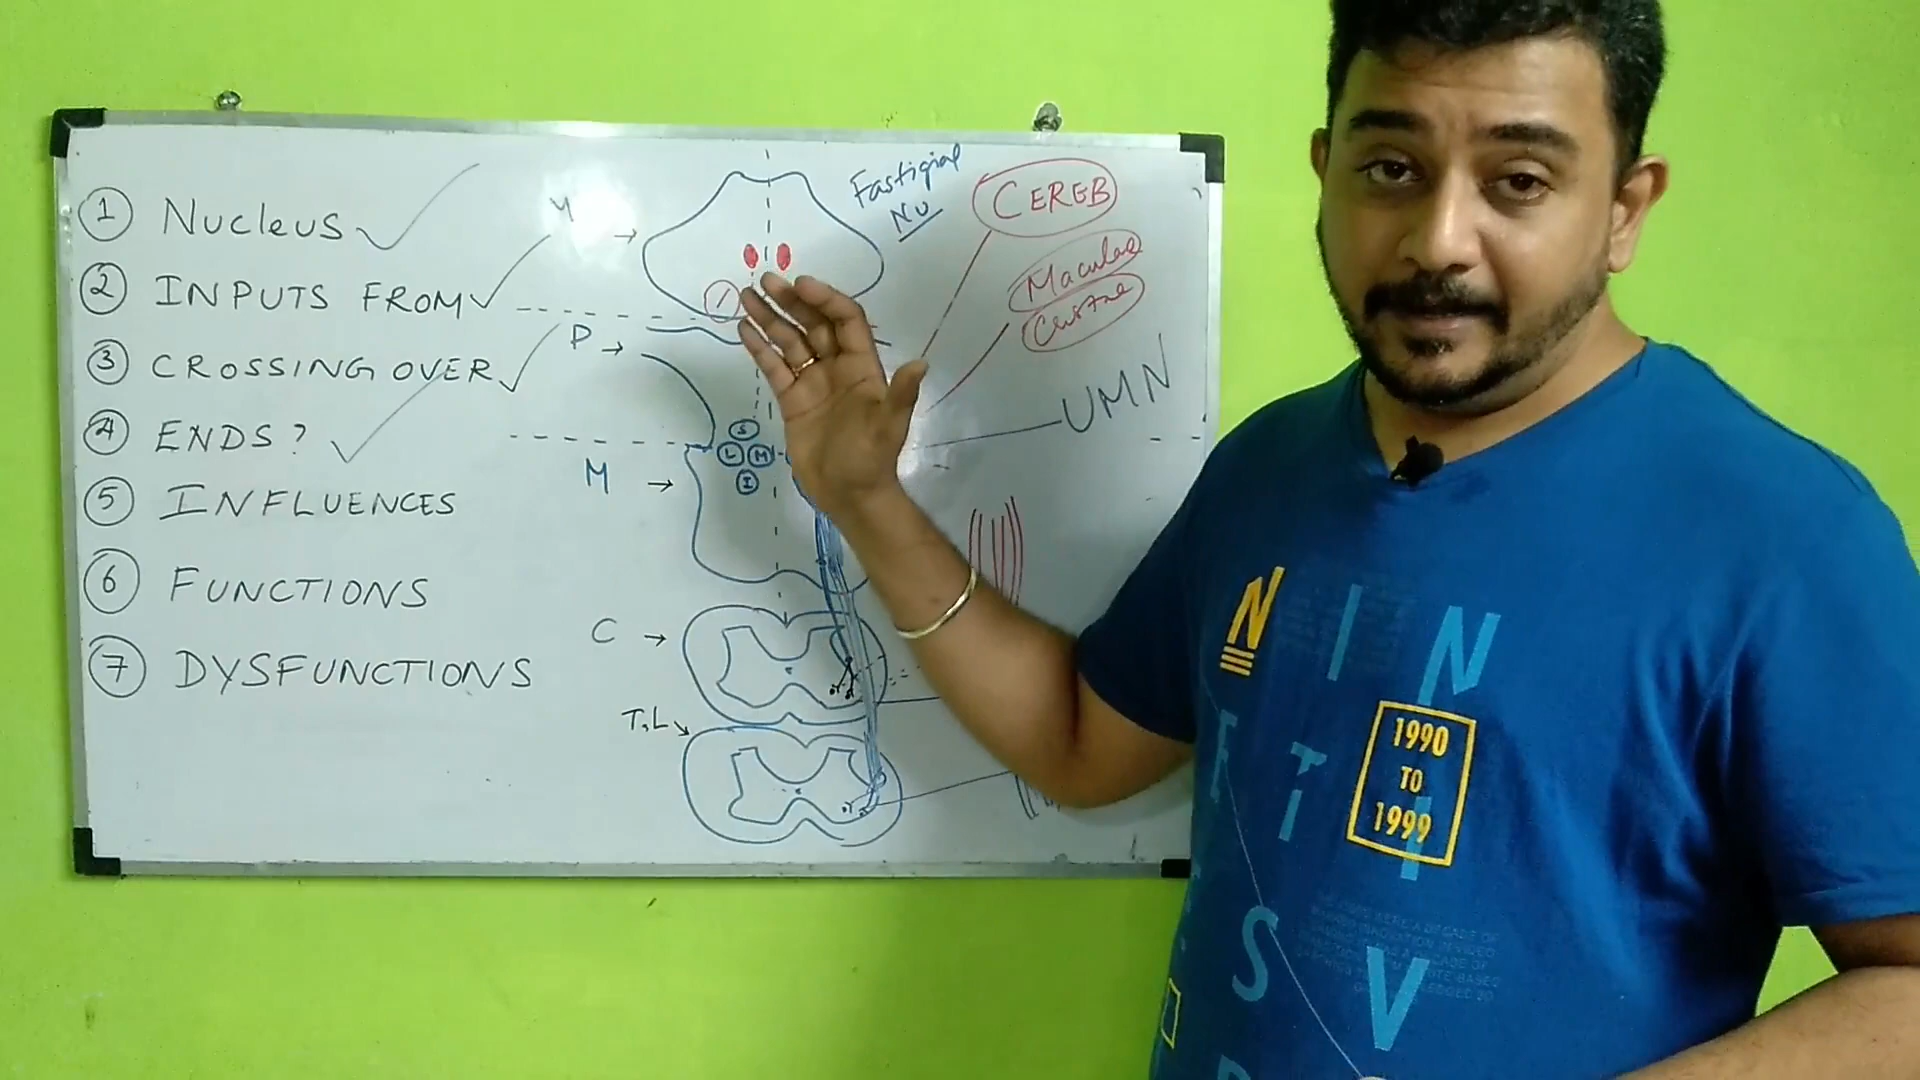 1 NUCLEUS
2 INPUTS FROM
3 CROSSING OVER
4 ENDS?
5 INFLUENCES
6 FUNCTIONS
7 DYSFUNCTIONS
Fastigial
NU
CEREB
Maculae
Cristae
1
P
UMN
S
L M
I
M
C
T,L
N I N
E T I
1990
TO
1999
S V